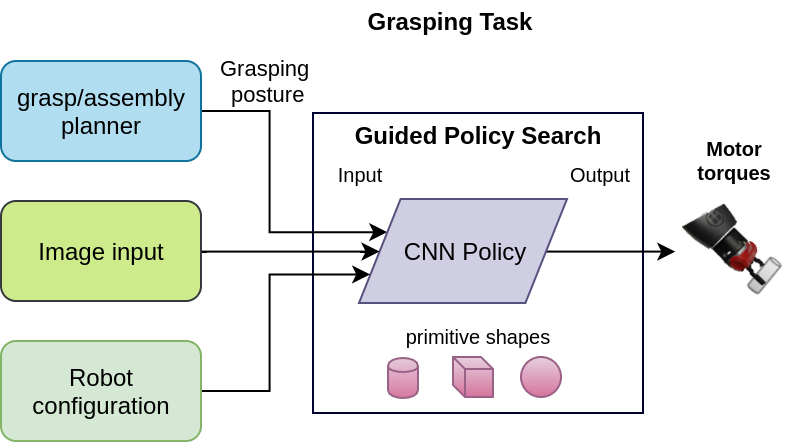 Grasping Task
grasp/assembly
planner
Grasping
posture
Image input
Robot
configuration
Guided Policy Search
Input
Output
CNN Policy
primitive shapes
Motor
torques